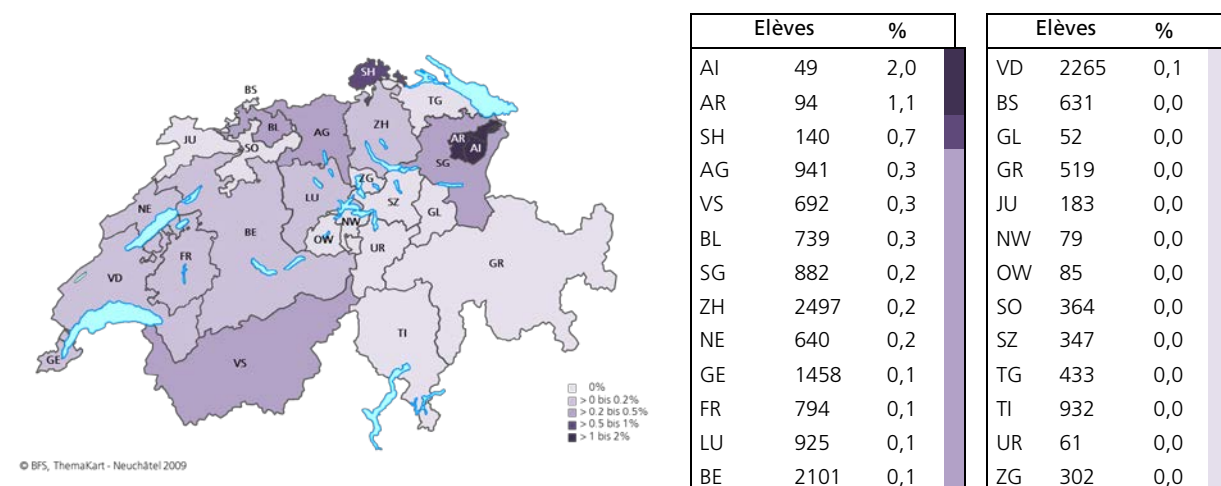 SH
BS
TG
BL
AG
ZH
JU
SO
AR
AI
SG
ZG
LU
SZ
NE
GL
NW
BE
OW
UR
FR
GR
VD
TI
GE
VS
0%
> 0 bis 0.2%
> 0.2 bis 0.5%
> 0.5 bis 1%
> 1 bis 2%
© BFS, ThemaKart - Neuchâtel 2009
Elèves %
AI 49 2,0
AR 94 1,1
SH 140 0,7
AG 941 0,3
VS 692 0,3
BL 739 0,3
SG 882 0,2
ZH 2497 0,2
NE 640 0,2
GE 1458 0,1
FR 794 0,1
LU 925 0,1
BE 2101 0,1
Elèves %
VD 2265 0,1
BS 631 0,0
GL 52 0,0
GR 519 0,0
JU 183 0,0
NW 79 0,0
OW 85 0,0
SO 364 0,0
SZ 347 0,0
TG 433 0,0
TI 932 0,0
UR 61 0,0
ZG 302 0,0